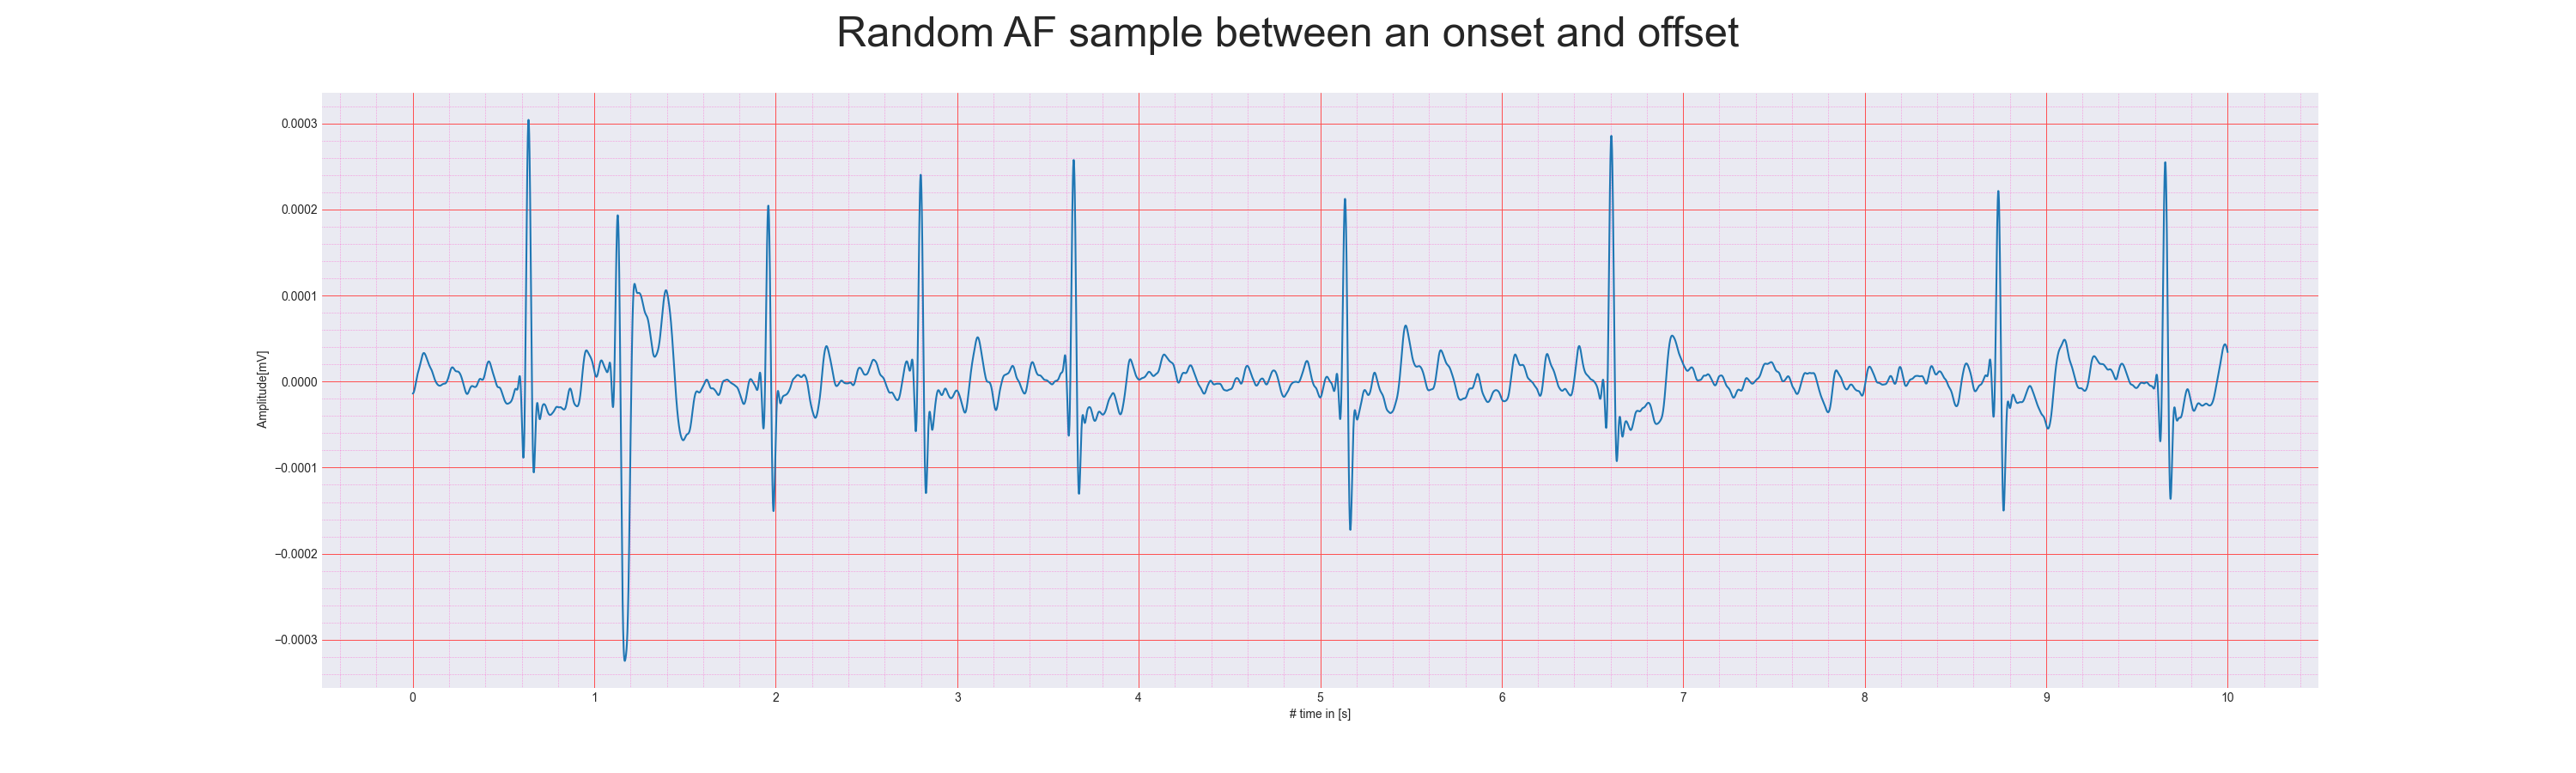 Random AF sample between an onset and offset
0.0003
0.0002
0.0001
0.0000
−0.0001
−0.0002
−0.0003
Amplitude[mV]
0 1 2 3 4 5 6 7 8 9 10
# time in [s]